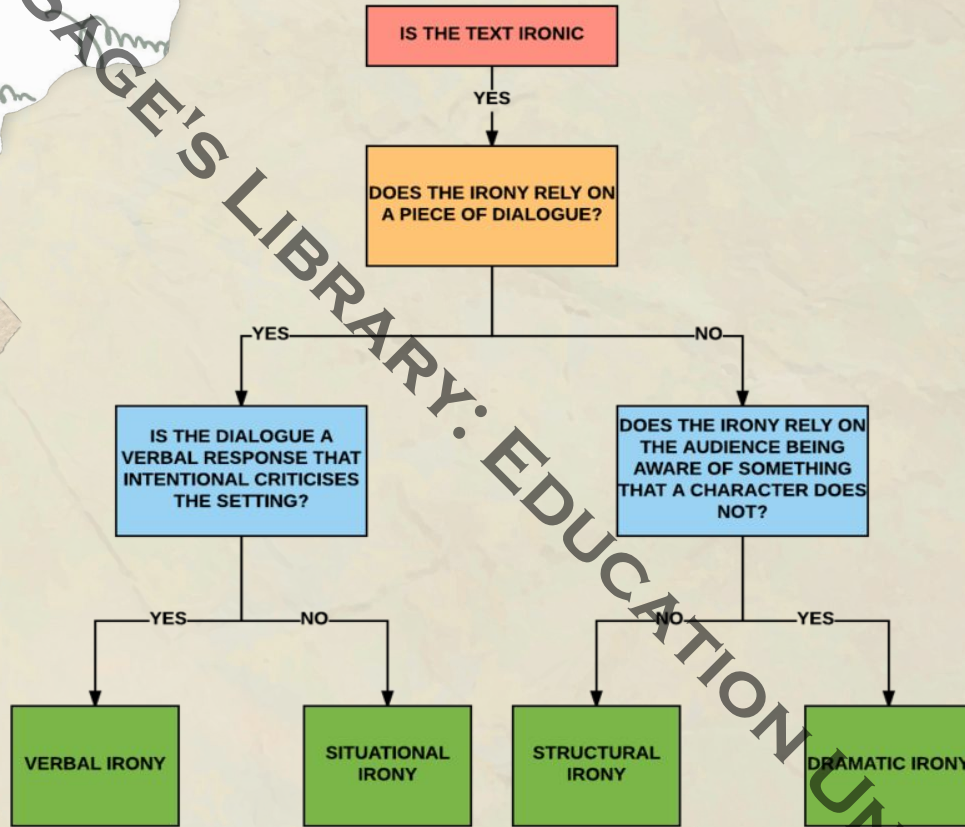 IS THE TEXT IRONIC
YES
DOES THE IRONY RELY ON
A PIECE OF DIALOGUE?
YES
NO
IS THE DIALOGUE A
VERBAL RESPONSE THAT
INTENTIONAL CRITICISES
THE SETTING?
DOES THE IRONY RELY ON
THE AUDIENCE BEING
AWARE OF SOMETHING
THAT A CHARACTER DOES
NOT?
YES
NO
NO
YES
VERBAL IRONY
SITUATIONAL
IRONY
STRUCTURAL
IRONY
DRAMATIC IRONY
LIBRARY: EDUCATION